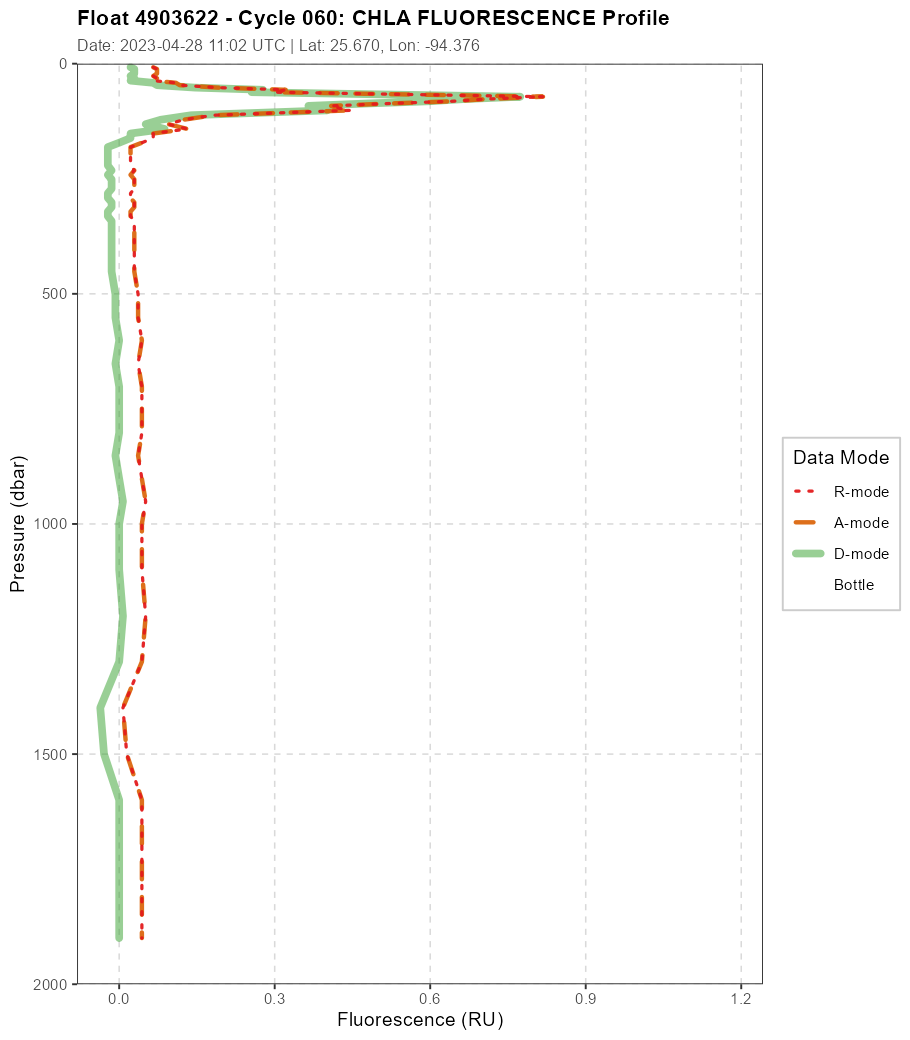 Float 4903622 - Cycle 060: CHLA FLUORESCENCE Profile
Date: 2023-04-28 11:02 UTC | Lat: 25.670, Lon: -94.376
0
500
1000
1500
2000
Pressure (dbar)
0.0 0.3 0.6 0.9 1.2
Fluorescence (RU)
Data Mode
R-mode
A-mode
D-mode
Bottle